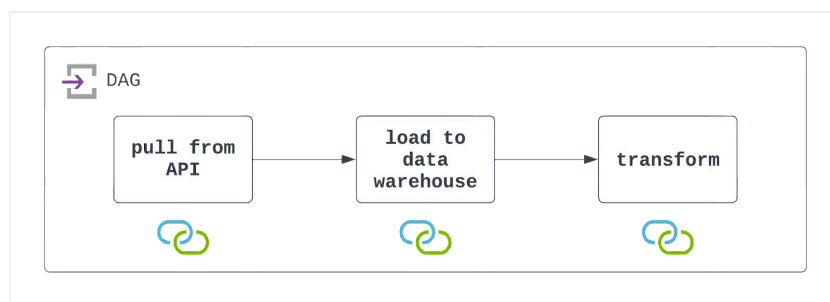 DAG
pull from
API
load to
data
warehouse
transform